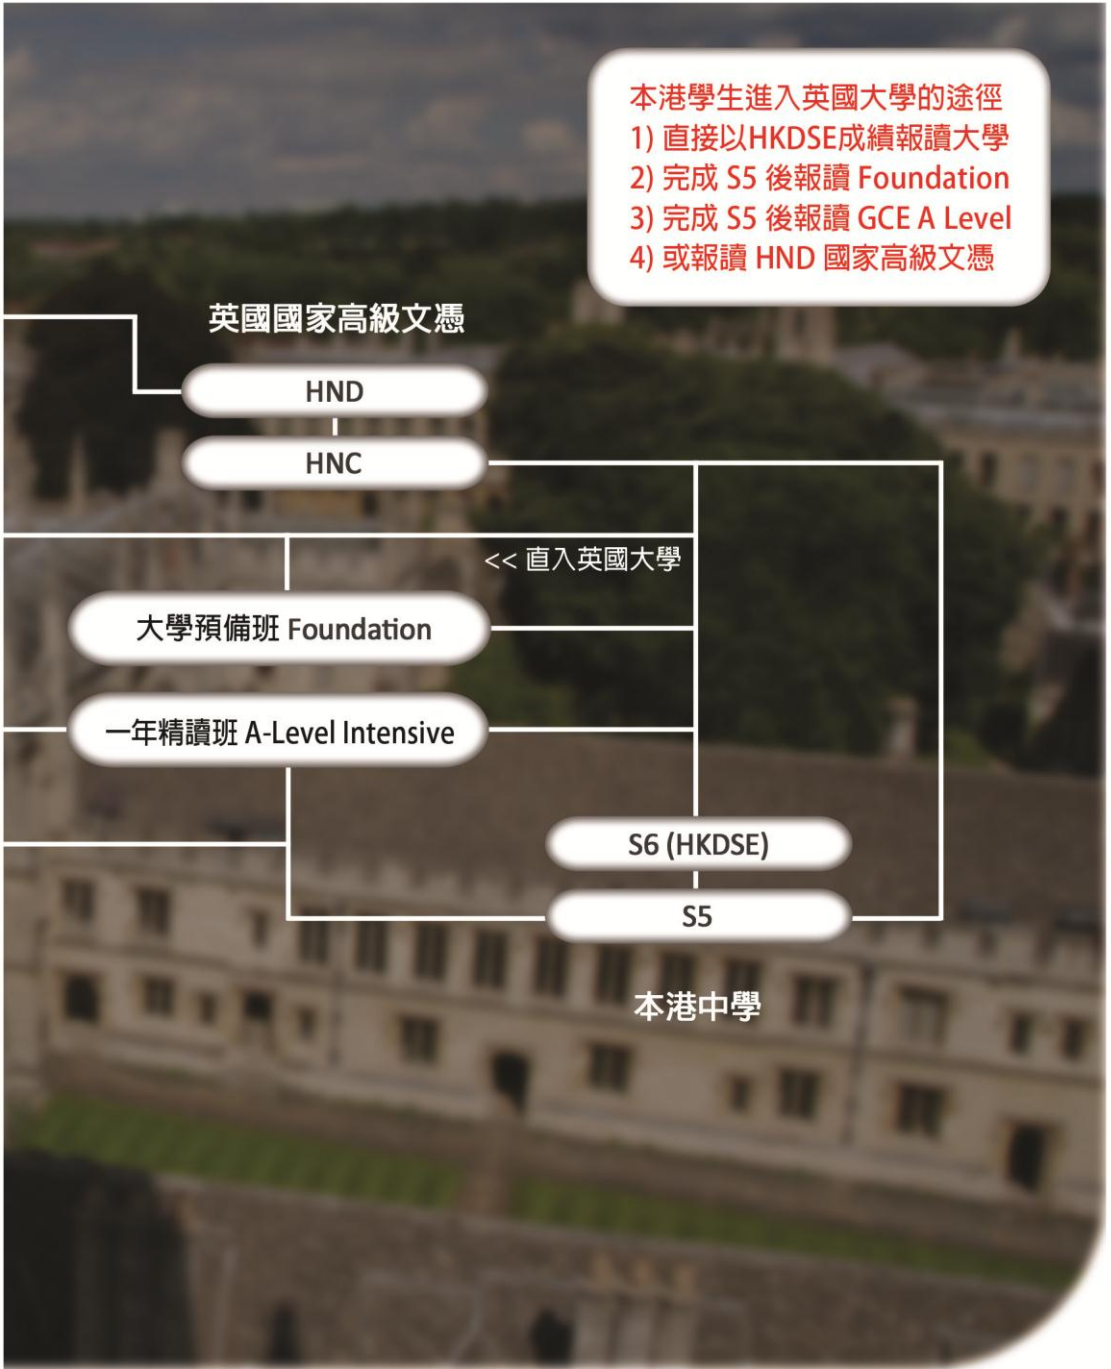 本港學生進入英國大學的途徑
1) 直接以HKDSE成績報讀大學
2) 完成 S5 後報讀 Foundation
3) 完成 S5 後報讀 GCE A Level
4) 或報讀 HND 國家高級文憑
英國國家高級文憑
HND
HNC
<< 直入英國大學
大學預備班 Foundation
一年精讀班 A-Level Intensive
S6 (HKDSE)
S5
本港中學